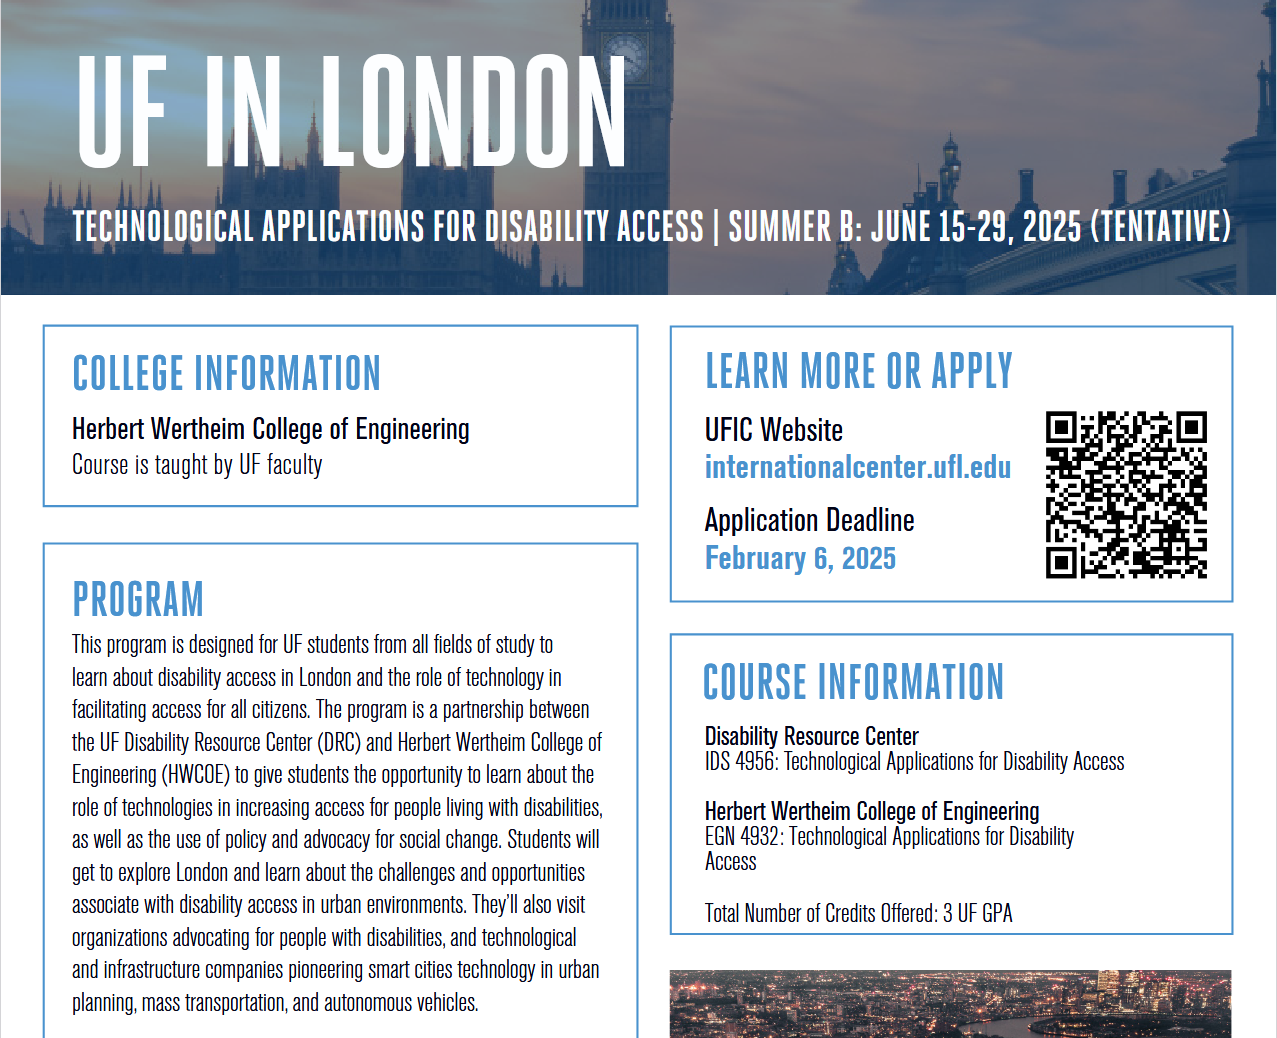 UF IN LONDON
TECHNOLOGICAL APPLICATIONS FOR DISABILITY ACCESS | SUMMER B: JUNE 15-29, 2025 (TENTATIVE)
COLLEGE INFORMATION
Herbert Wertheim College of Engineering
Course is taught by UF faculty
PROGRAM
This program is designed for UF students from all fields of study to
learn about disability access in London and the role of technology in
facilitating access for all citizens. The program is a partnership between
the UF Disability Resource Center (DRC) and Herbert Wertheim College of
Engineering (HWCOE) to give students the opportunity to learn about the
role of technologies in increasing access for people living with disabilities,
as well as the use of policy and advocacy for social change. Students will
get to explore London and learn about the challenges and opportunities
associate with disability access in urban environments. They'll also visit
organizations advocating for people with disabilities, and technological
and infrastructure companies pioneering smart cities technology in urban
planning, mass transportation, and autonomous vehicles.
LEARN MORE OR APPLY
UFIC Website
internationalcenter.ufl.edu
Application Deadline
February 6, 2025
COURSE INFORMATION
Disability Resource Center
IDS 4956: Technological Applications for Disability Access
Herbert Wertheim College of Engineering
EGN 4932: Technological Applications for Disability
Access
Total Number of Credits Offered: 3 UF GPA